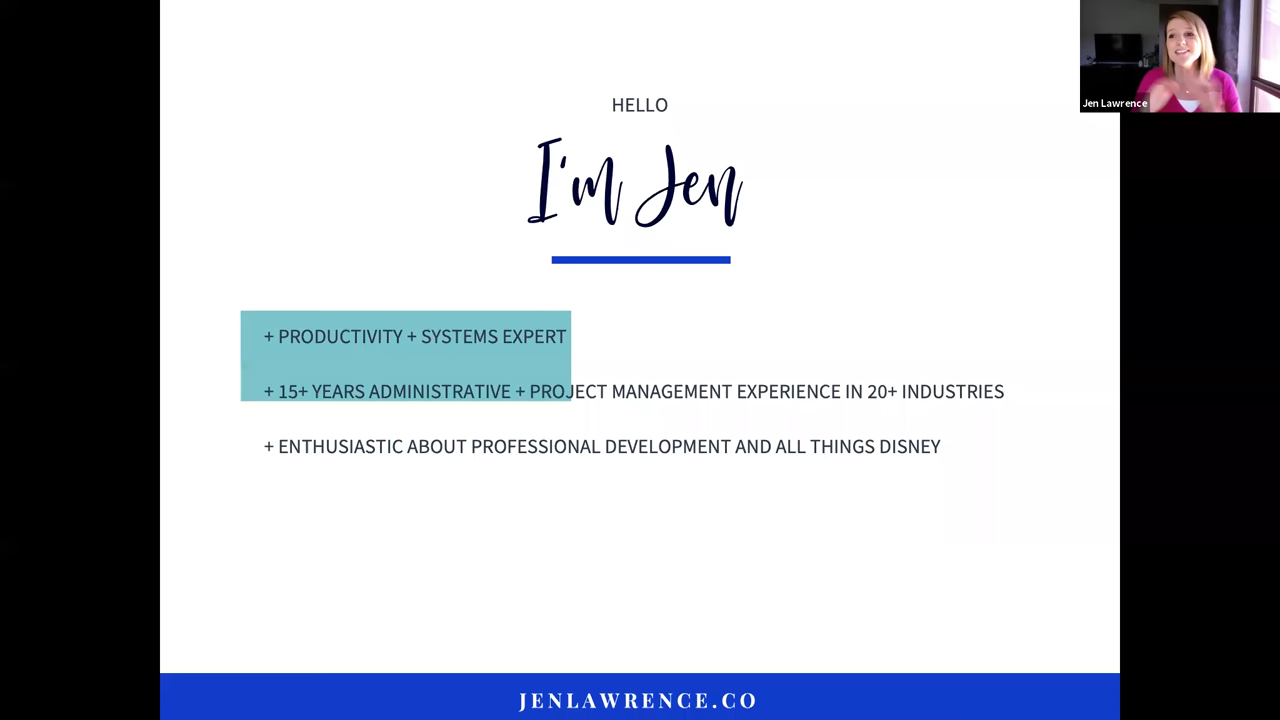 Jen Lawrence
HELLO
I'm Jen
+ PRODUCTIVITY + SYSTEMS EXPERT
+ 15+ YEARS ADMINISTRATIVE + PROJECT MANAGEMENT EXPERIENCE IN 20+ INDUSTRIES
+ ENTHUSIASTIC ABOUT PROFESSIONAL DEVELOPMENT AND ALL THINGS DISNEY
JENLAWRENCE.CO